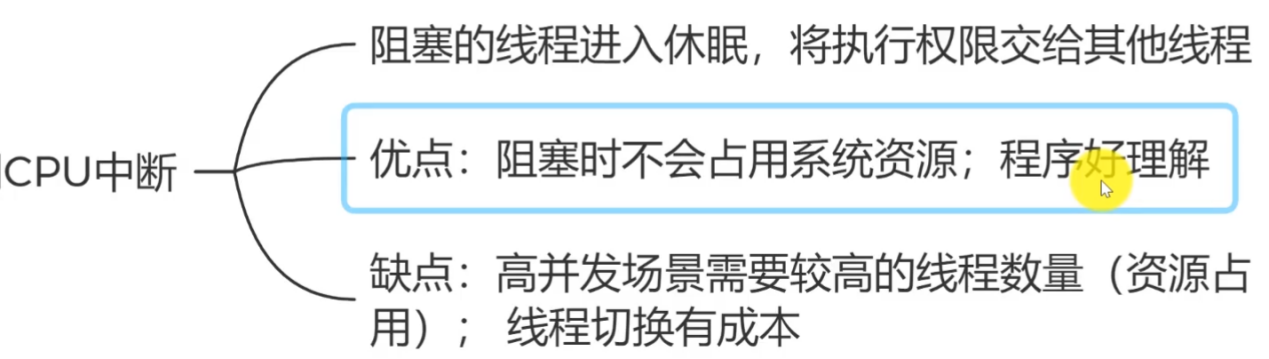 阻塞的线程进入休眠，将执行权限交给其他线程
CPU中断
优点：阻塞时不会占用系统资源；程序好理解
缺点：高并发场景需要较高的线程数量（资源占
用）； 线程切换有成本